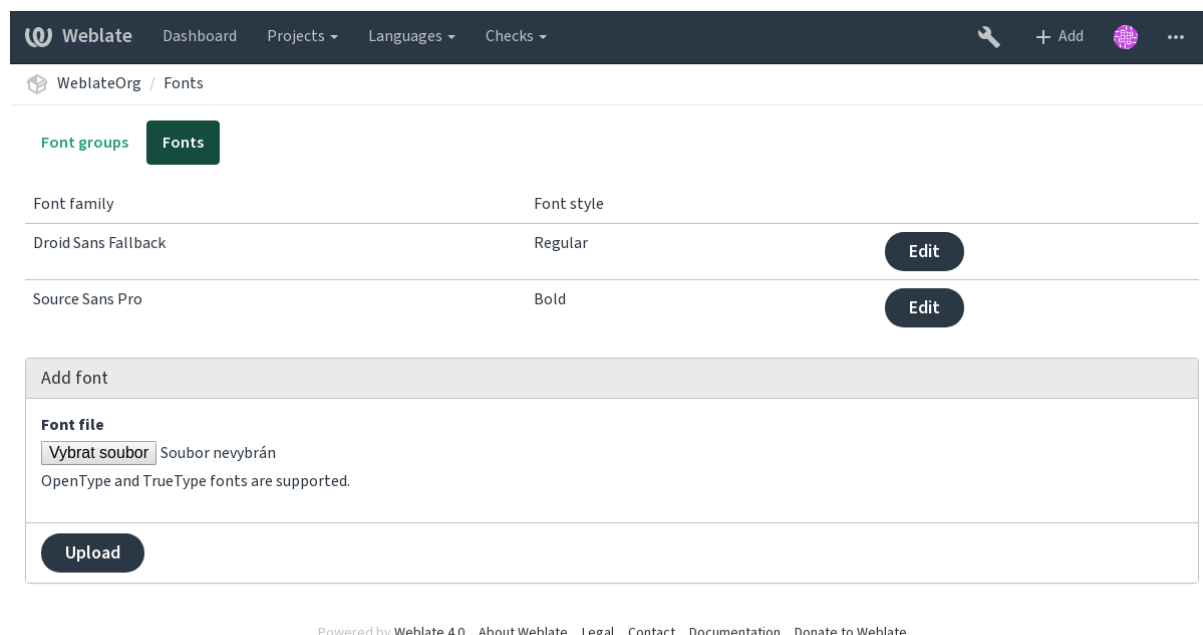 Weblate Dashboard Projects Languages Checks + Add ...
WeblateOrg / Fonts
Font groups Fonts
Font family Font style
Droid Sans Fallback Regular Edit
Source Sans Pro Bold Edit
Add font
Font file
Vybrat soubor Soubor nevybrán
OpenType and TrueType fonts are supported.
Upload
Powered by Weblate 4.0 About Weblate Legal Contact Documentation Donate to Weblate